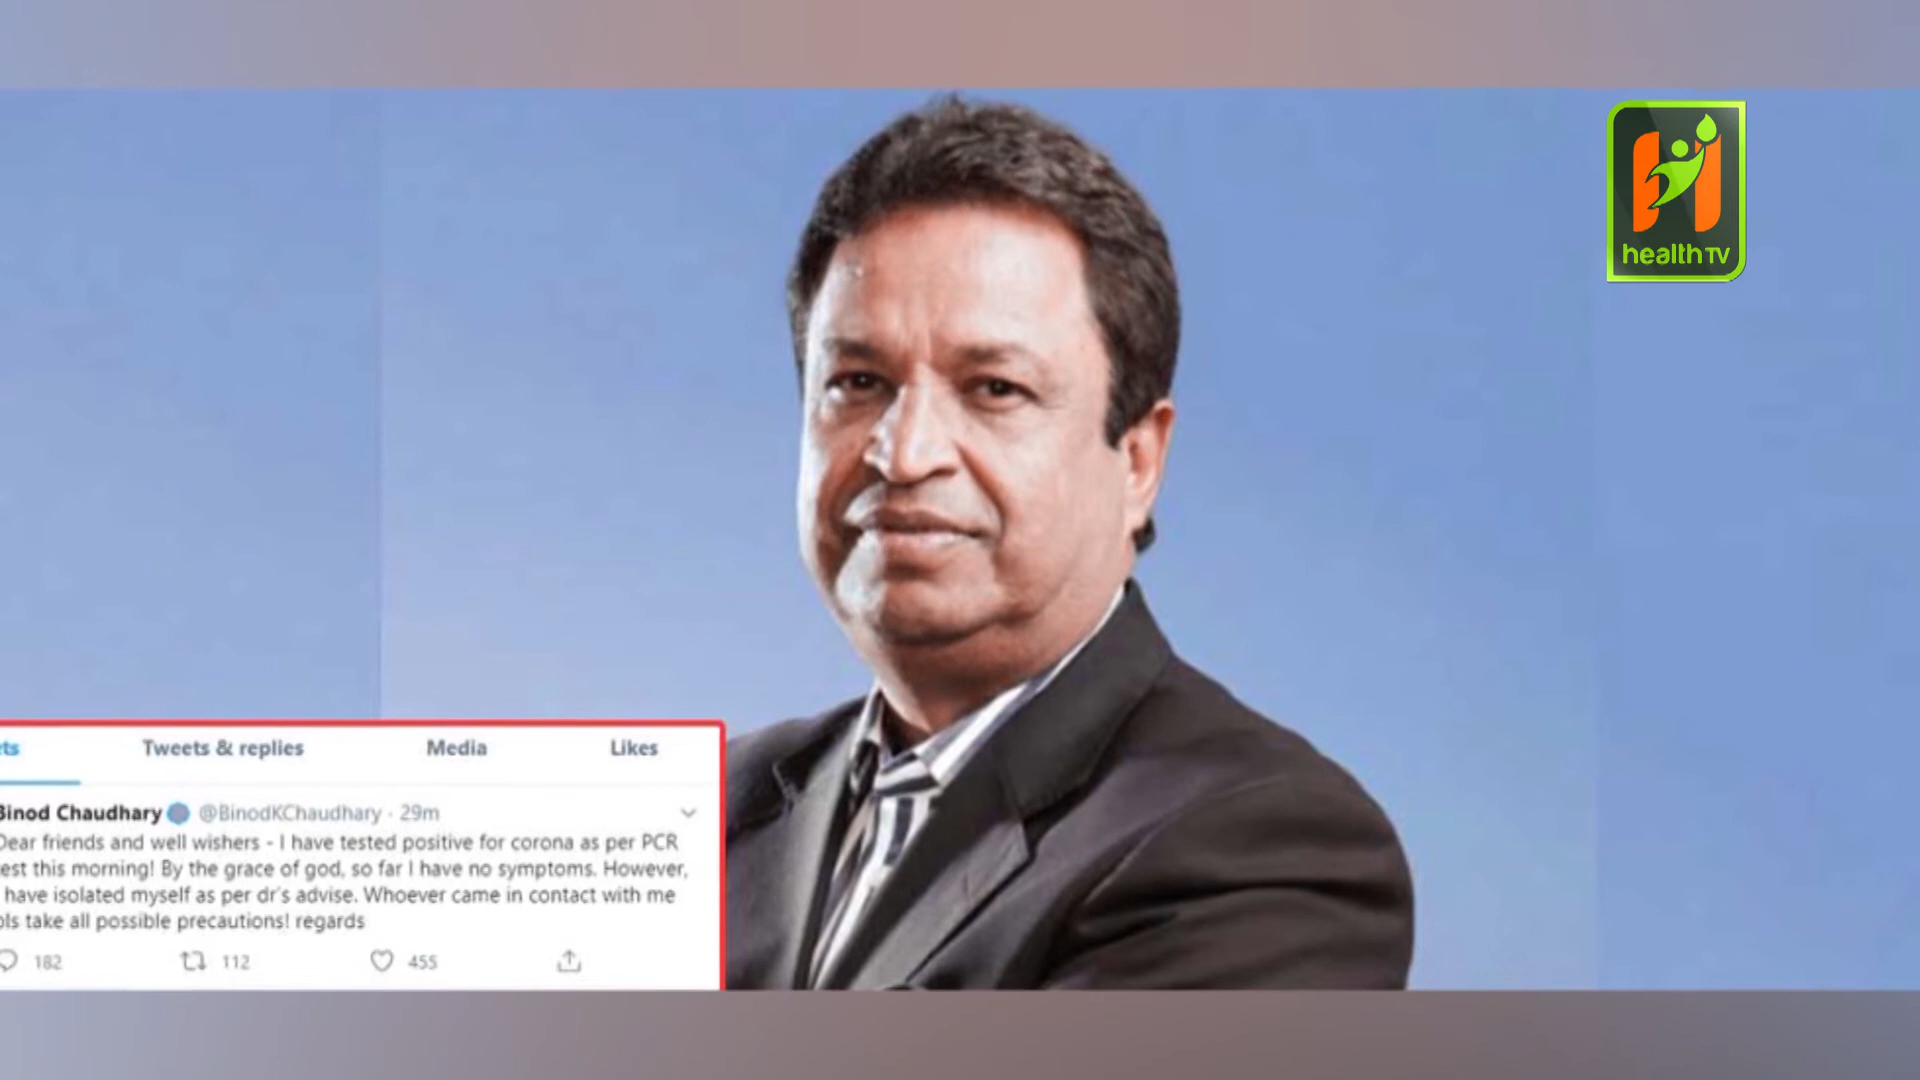 health TV
ts
Tweets & replies
Media
Likes
Binod Chaudhary @BinodKChaudhary · 29m
Dear friends and well wishers - I have tested positive for corona as per PCR
est this morning! By the grace of god, so far I have no symptoms. However,
I have isolated myself as per dr's advise. Whoever came in contact with me
pls take all possible precautions! regards
182
112
455